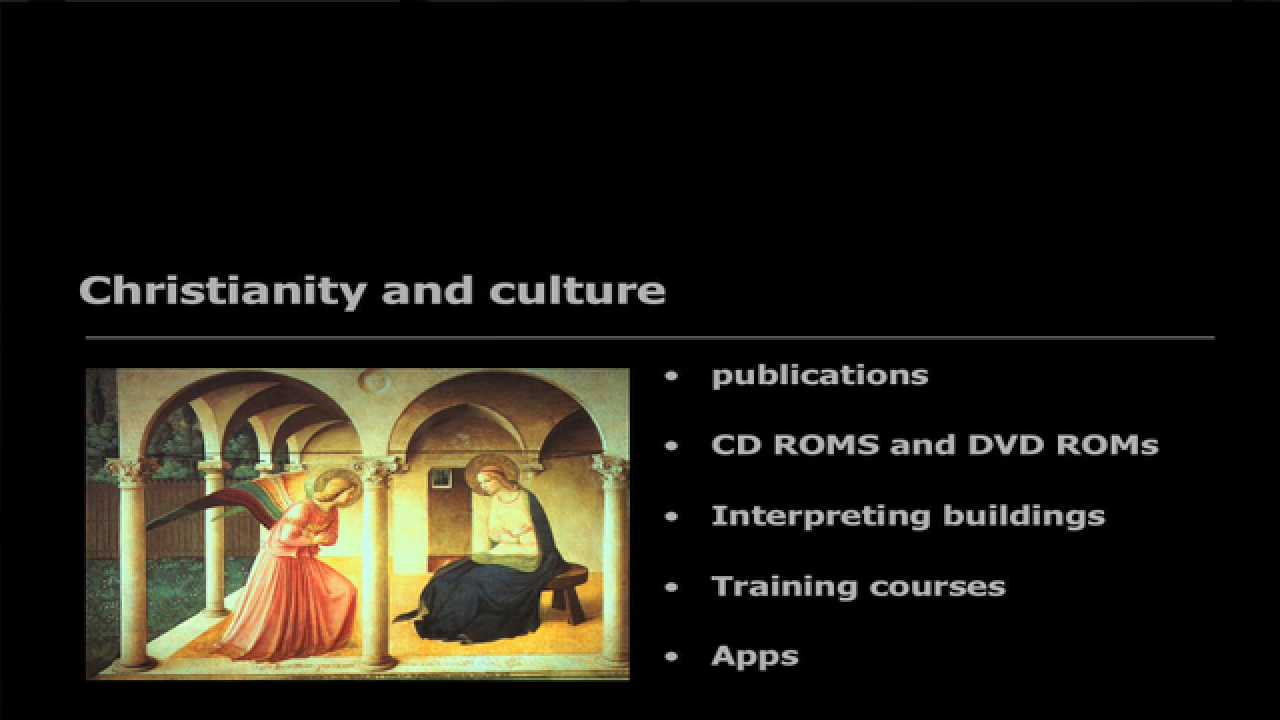 Christianity and culture
• publications
• CD ROMS and DVD ROMs
• Interpreting buildings
• Training courses
• Apps